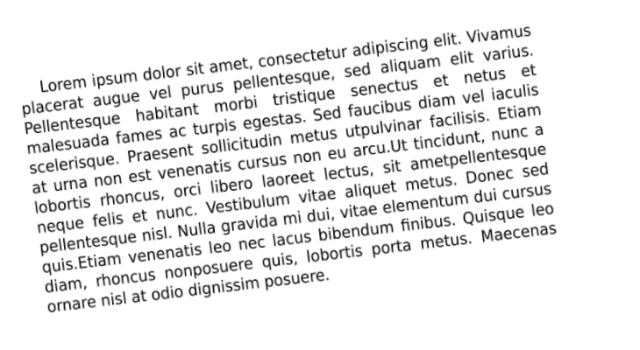 Lorem ipsum dolor sit amet, consectetur adipiscing elit. Vivamus
placerat augue vel purus pellentesque, sed aliquam elit varius.
Pellentesque habitant morbi tristique senectus et netus et
malesuada fames ac turpis egestas. Sed faucibus diam vel iaculis
scelerisque. Praesent sollicitudin metus utpulvinar facilisis. Etiam
at urna non est venenatis cursus non eu arcu.Ut tincidunt, nunc a
lobortis rhoncus, orci libero laoreet lectus, sit ametpellentesque
neque felis et nunc. Vestibulum vitae aliquet metus. Donec sed
pellentesque nisl. Nulla gravida mi dui, vitae elementum dui cursus
quis.Etiam venenatis leo nec lacus bibendum finibus. Quisque leo
diam, rhoncus nonposuere quis, lobortis porta metus. Maecenas
ornare nisl at odio dignissim posuere.